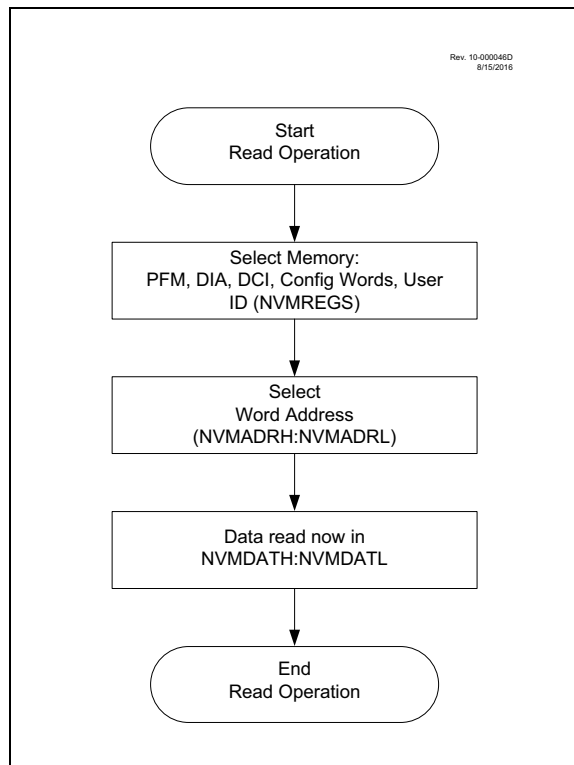 Rev. 10-000046D
8/15/2016
Start
Read Operation
Select Memory:
PFM, DIA, DCI, Config Words, User
ID (NVMREGS)
Select
Word Address
(NVMADRH:NVMADRL)
Data read now in
NVMDATH:NVMDATL
End
Read Operation